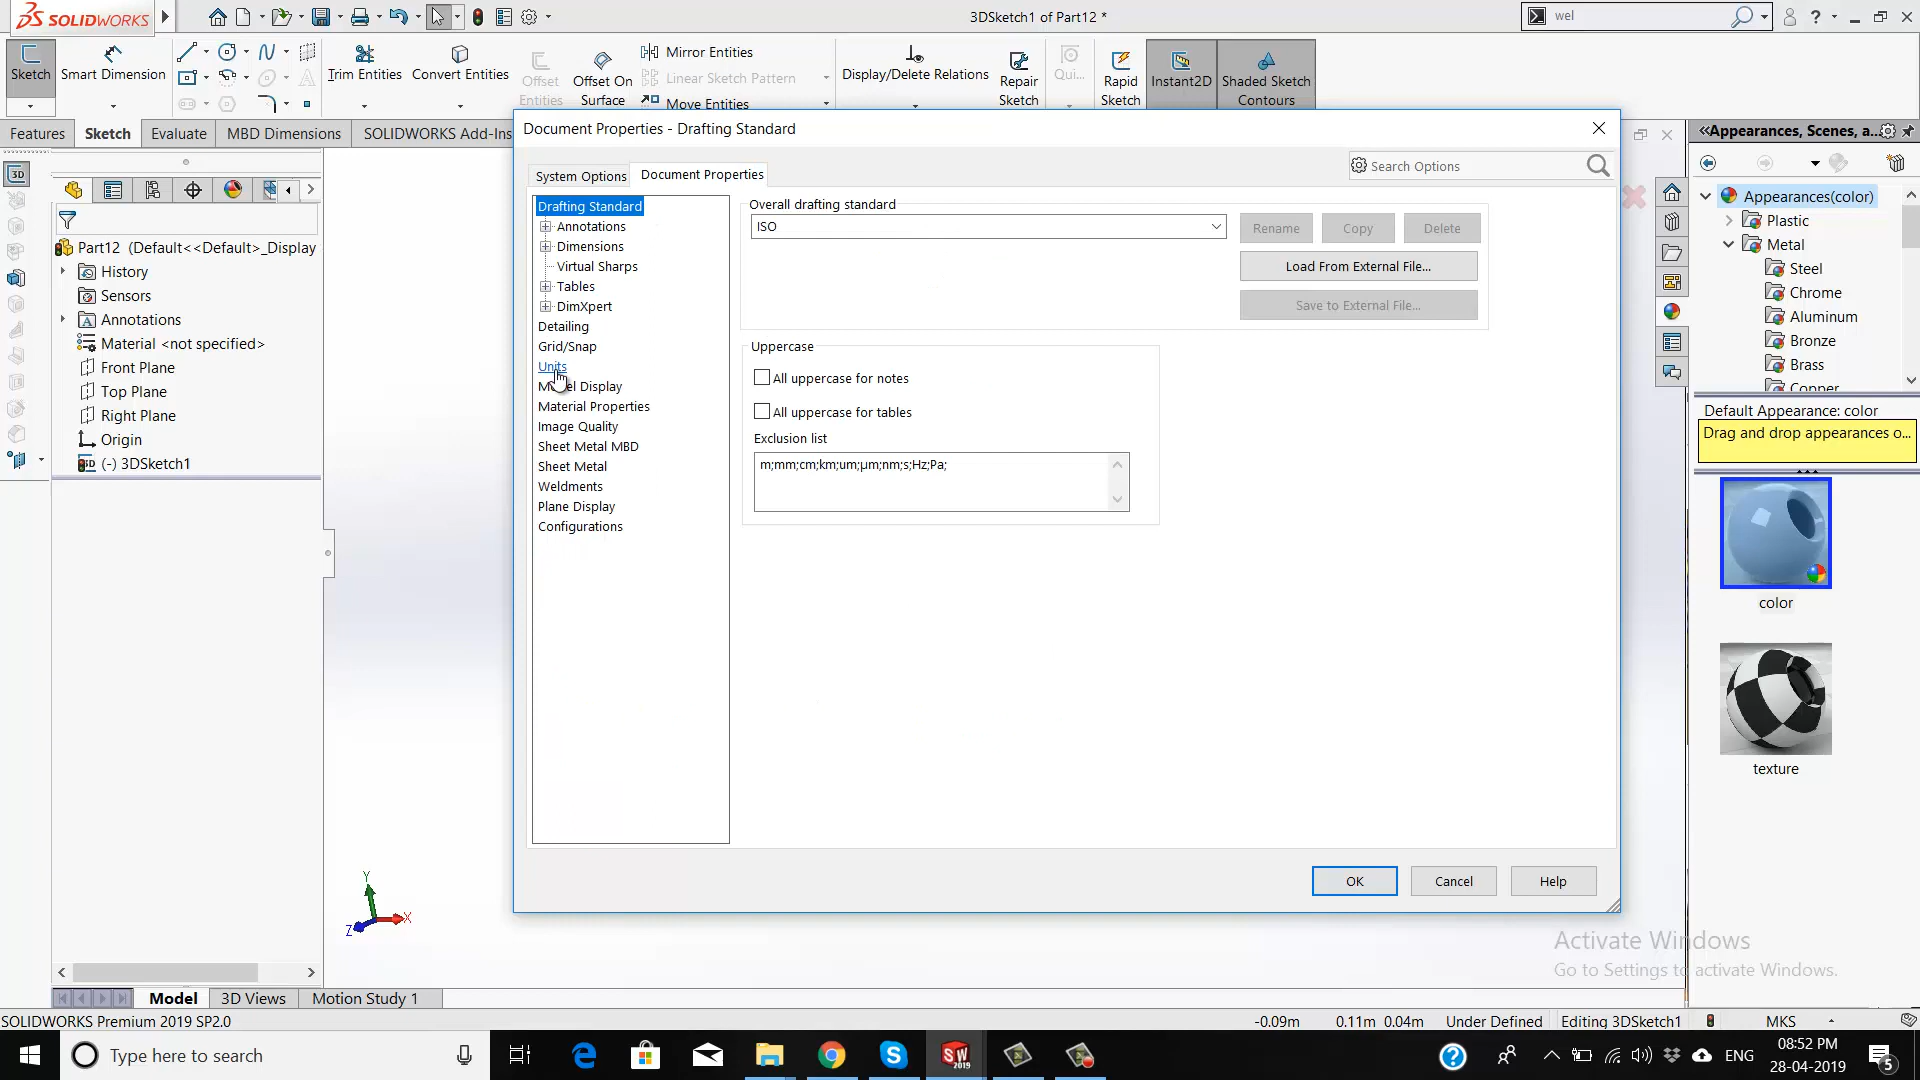 SOLIDWORKS
3DSketch1 of Part12 *
wel
Sketch
Smart Dimension
Trim Entities
Convert Entities
Offset Entities
Offset On Surface
Mirror Entities
Linear Sketch Pattern
Move Entities
Display/Delete Relations
Repair Sketch
Qui...
Rapid Sketch
Instant2D
Shaded Sketch Contours
Features
Sketch
Evaluate
MBD Dimensions
SOLIDWORKS Add-Ins
Part12 (Default<<Default>_Display
History
Sensors
Annotations
Material <not specified>
Front Plane
Top Plane
Right Plane
Origin
(-) 3DSketch1
Document Properties - Drafting Standard
System Options
Document Properties
Search Options
Drafting Standard
Annotations
Dimensions
Virtual Sharps
Tables
DimXpert
Detailing
Grid/Snap
Units
Model Display
Material Properties
Image Quality
Sheet Metal MBD
Sheet Metal
Weldments
Plane Display
Configurations
Overall drafting standard
ISO
Rename
Copy
Delete
Load From External File...
Save to External File...
Uppercase
All uppercase for notes
All uppercase for tables
Exclusion list
m;mm;cm;km;um;µm;nm;s;Hz;Pa;
OK
Cancel
Help
Appearances, Scenes, a...
Appearances(color)
Plastic
Metal
Steel
Chrome
Aluminum
Bronze
Brass
Copper
Default Appearance: color
Drag and drop appearances o...
color
texture
Y
X
Z
Activate Windows
Go to Settings to activate Windows.
Model
3D Views
Motion Study 1
SOLIDWORKS Premium 2019 SP2.0
-0.09m
0.11m 0.04m
Under Defined
Editing 3DSketch1
MKS
Type here to search
ENG
08:52 PM
28-04-2019
5